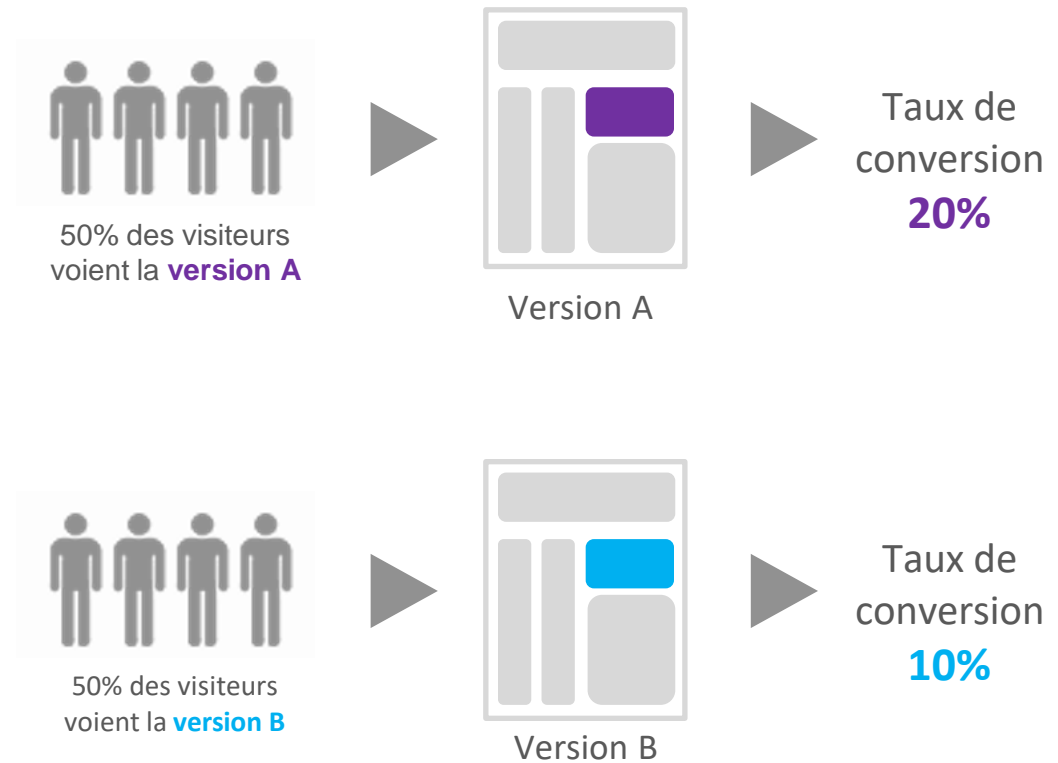 50% des visiteurs
voient la version A
Version A
Taux de
conversion
20%
50% des visiteurs
voient la version B
Version B
Taux de
conversion
10%